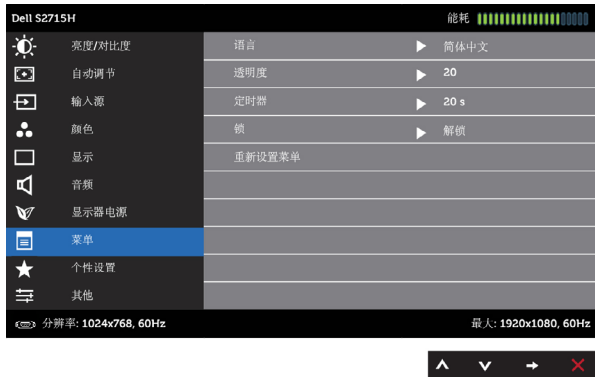 Dell S2715H 能耗
亮度/对比度 语言 简体中文
自动调节 透明度 20
输入源 定时器 20 s
颜色 锁 解锁
显示 重新设置菜单
音频
显示器电源
菜单
个性设置
其他
分辨率: 1024x768, 60Hz 最大: 1920x1080, 60Hz